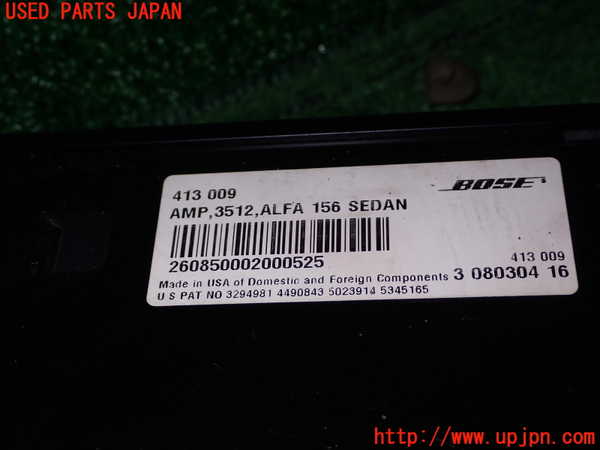 USED PARTS JAPAN
413 009
BOSE
AMP,3512,ALFA 156 SEDAN
260850002000525
413 009
Made in USA of Domestic and Foreign Components 3 080304 16
U S PAT NO 3294981 4490843 5023914 5345165
http://www.upjpn.com/